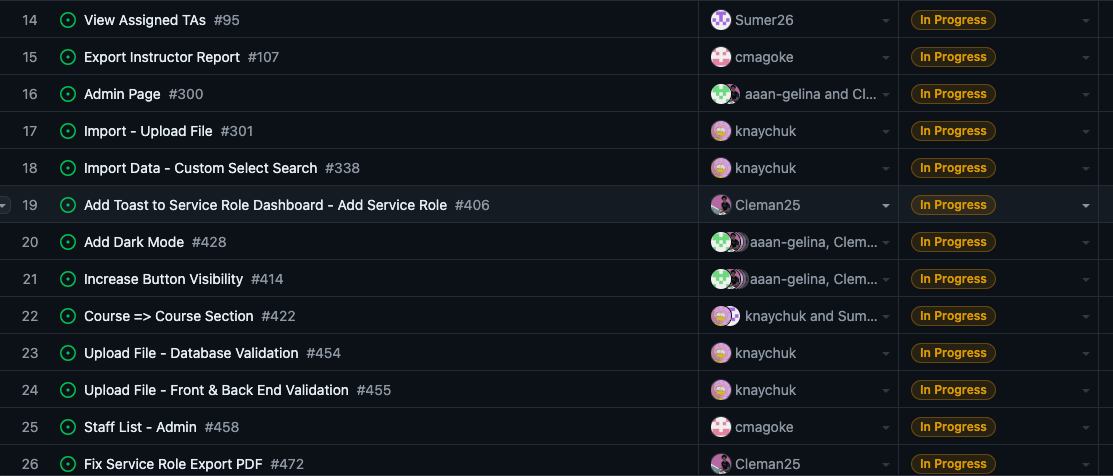 14 View Assigned TAs #95 Sumer26 In Progress
15 Export Instructor Report #107 cmagoke In Progress
16 Admin Page #300 aaan-gelina and Cl... In Progress
17 Import - Upload File #301 knaychuk In Progress
18 Import Data - Custom Select Search #338 knaychuk In Progress
19 Add Toast to Service Role Dashboard - Add Service Role #406 Cleman25 In Progress
20 Add Dark Mode #428 aaan-gelina, Clem... In Progress
21 Increase Button Visibility #414 aaan-gelina, Clem... In Progress
22 Course => Course Section #422 knaychuk and Sum... In Progress
23 Upload File - Database Validation #454 knaychuk In Progress
24 Upload File - Front & Back End Validation #455 knaychuk In Progress
25 Staff List - Admin #458 cmagoke In Progress
26 Fix Service Role Export PDF #472 Cleman25 In Progress